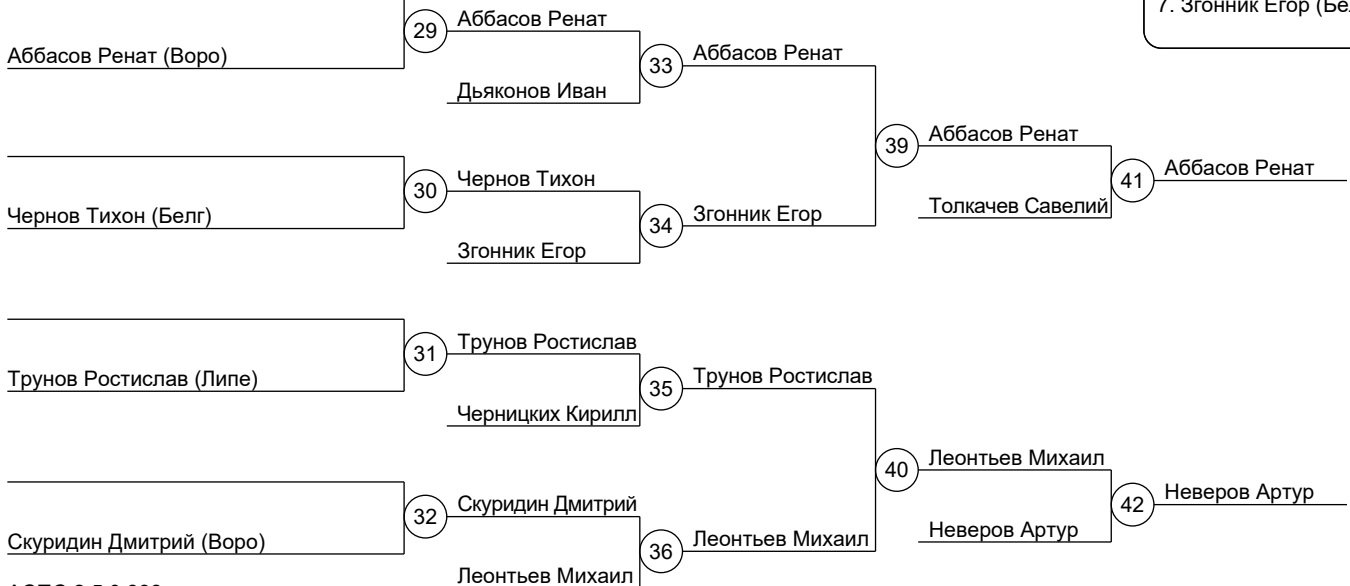 7. Згонник Егор (Бе
29
Аббасов Ренат
Аббасов Ренат (Воро)
33
Аббасов Ренат
Дьяконов Иван
39
Аббасов Ренат
41
Аббасов Ренат
30
Чернов Тихон
Чернов Тихон (Белг)
34
Згонник Егор
Згонник Егор
Толкачев Савелий
31
Трунов Ростислав
Трунов Ростислав (Липе)
35
Трунов Ростислав
Черницких Кирилл
40
Леонтьев Михаил
42
Неверов Артур
Неверов Артур
32
Скуридин Дмитрий
Скуридин Дмитрий (Воро)
36
Леонтьев Михаил
Леонтьев Михаил